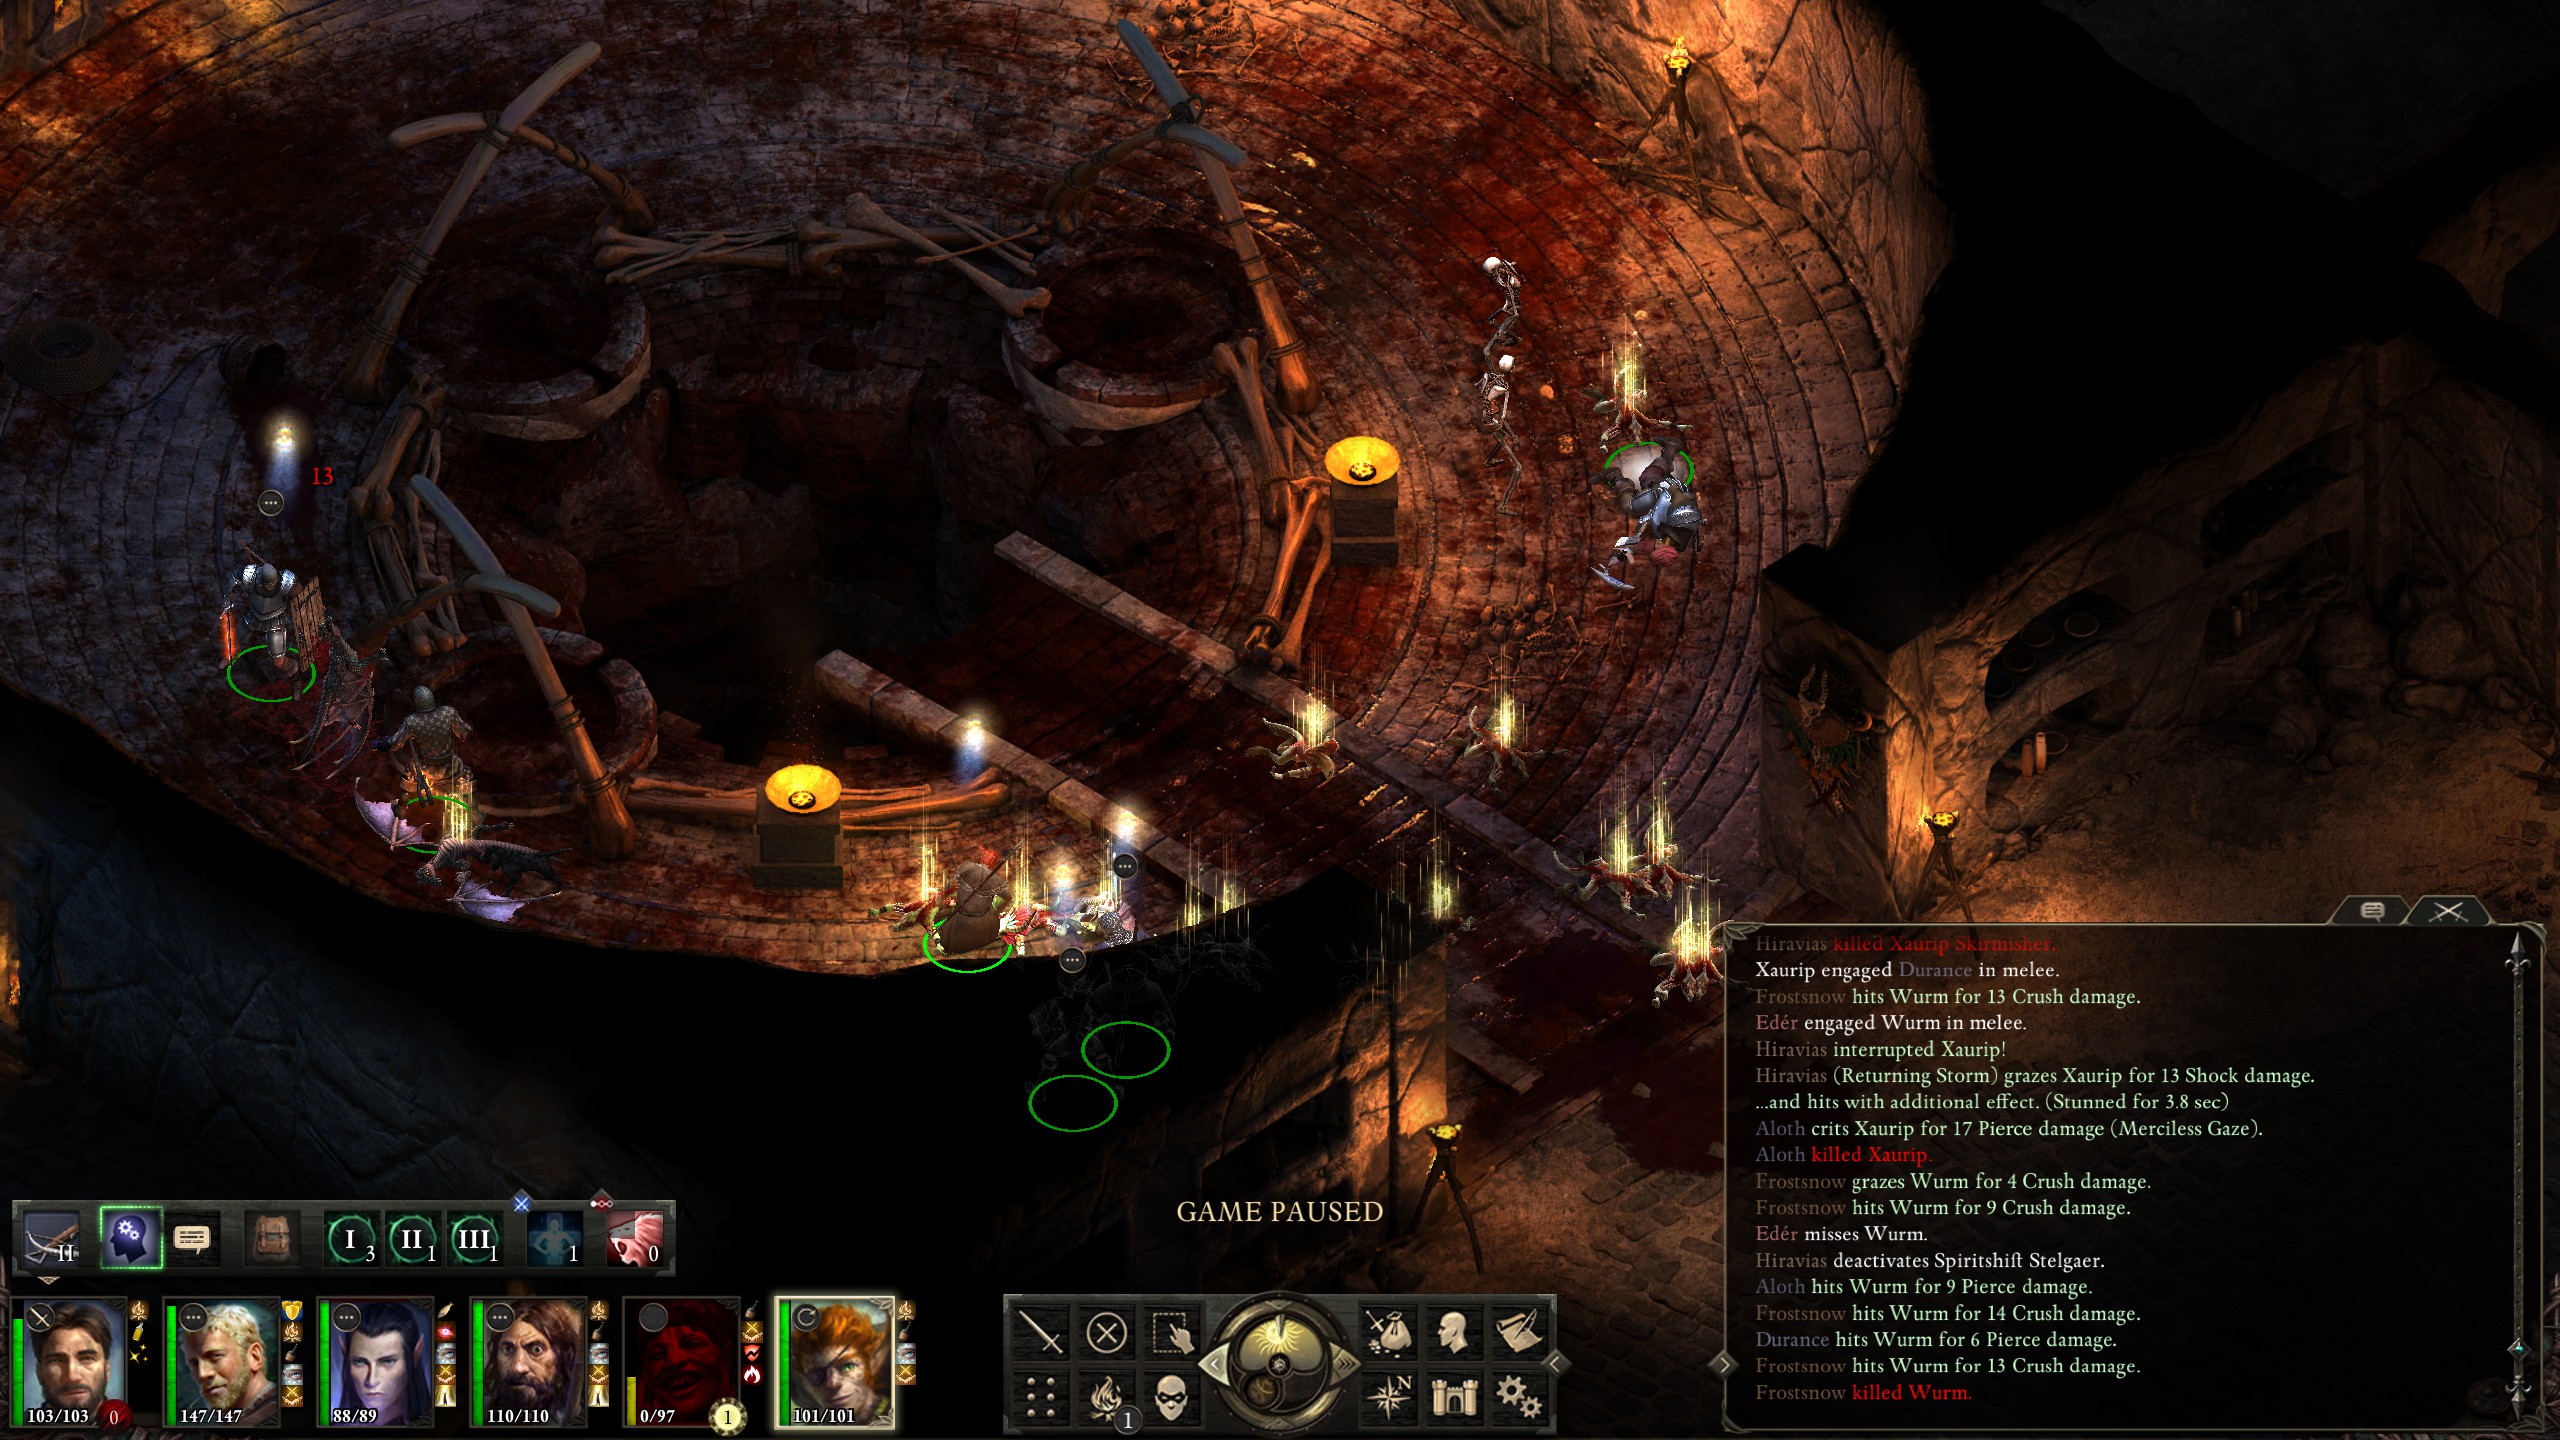 13
GAME PAUSED
Hiravias killed Xaurip Skirmisher.
Xaurip engaged Durance in melee.
Frostsnow hits Wurm for 13 Crush damage.
Edér engaged Wurm in melee.
Hiravias interrupted Xaurip!
Hiravias (Returning Storm) grazes Xaurip for 13 Shock damage.
...and hits with additional effect. (Stunned for 3.8 sec)
Aloth crits Xaurip for 17 Pierce damage (Merciless Gaze).
Aloth killed Xaurip.
Frostsnow grazes Wurm for 4 Crush damage.
Frostsnow hits Wurm for 9 Crush damage.
Edér misses Wurm.
Hiravias deactivates Spiritshift Stelgaer.
Aloth hits Wurm for 9 Pierce damage.
Frostsnow hits Wurm for 14 Crush damage.
Durance hits Wurm for 6 Pierce damage.
Frostsnow hits Wurm for 13 Crush damage.
Frostsnow killed Wurm.
II I 3 II 1 III 1 1 0
103/103 0 147/147 88/89 110/110 0/97 1 101/101
N
1